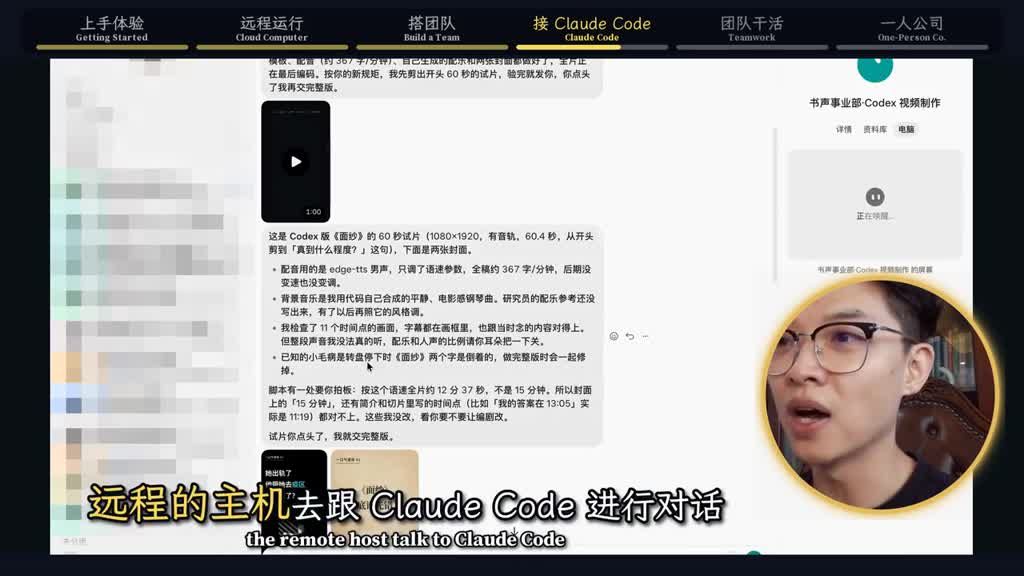 上手体验
Getting Started
远程运行
Cloud Computer
搭团队
Build a Team
接 Claude Code
Claude Code
团队干活
Teamwork
一人公司
One-Person Co.
模板、配音（约 367 字/分钟）、自己生成的配乐和两张封面都做好了，全片正
在最后编码。按你的新规矩，我先剪出开头 60 秒的试片，验完就发你，你点头
了我再交完整版。
1:00
这是 Codex 版《面纱》的 60 秒试片（1080×1920，有音轨，60.4 秒，从开头
剪到「真到什么程度？」这句），下面是两张封面。
• 配音用的是 edge-tts 男声，只调了语速参数，全稿约 367 字/分钟，后期没
变速也没变调。
• 背景音乐是我用代码自己合成的平静、电影感钢琴曲。研究员的配乐参考还没
写出来，有了以后再照它的风格调。
• 我检查了 11 个时间点的画面，字幕都在画框里，也跟当时念的内容对得上。
但整段声音我没法真的听，配乐和人声的比例请你耳朵把一下关。
• 已知的小毛病是转盘停下时《面纱》两个字是倒着的，做完整版时会一起修
掉。
脚本有一处要你拍板：按这个语速全片约 12 分 37 秒，不是 15 分钟。所以封面
上的「15 分钟」，还有简介和切片里写的时间点（比如「我的答案在 13:05」实
际是 11:19）都对不上。这些我没改，看你要不要让编剧改。
试片你点头了，我就交完整版。
她出轨了
《面纱》
书声事业部·Codex 视频制作
详情 资料库 电脑
正在唤醒...
书声事业部·Codex 视频制作 的屏幕
远程的主机去跟 Claude Code 进行对话
the remote host talk to Claude Code